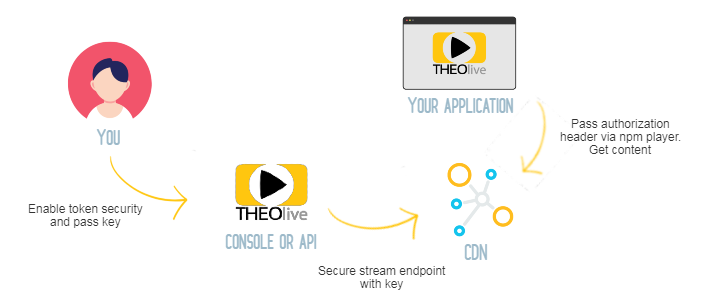 THEOlive
YOUR APPLICATION
YOU
Pass authorization
header via npm player.
Get content
Enable token security
and pass key
THEOlive
CONSOLE OR API
CDN
Secure stream endpoint
with key